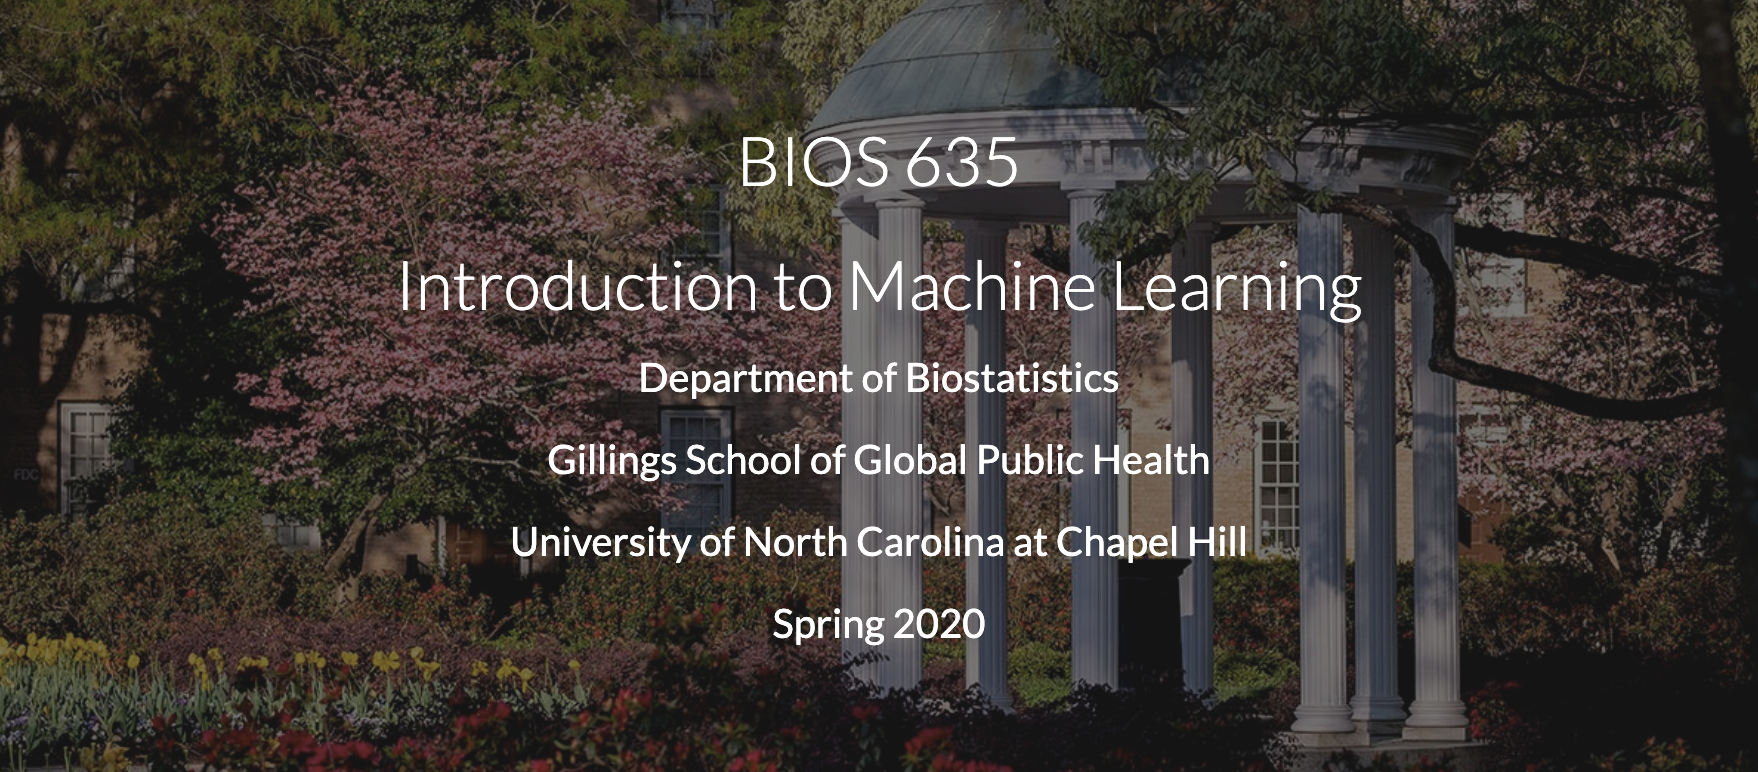 BIOS 635
Introduction to Machine Learning
Department of Biostatistics
Gillings School of Global Public Health
University of North Carolina at Chapel Hill
Spring 2020
FDC